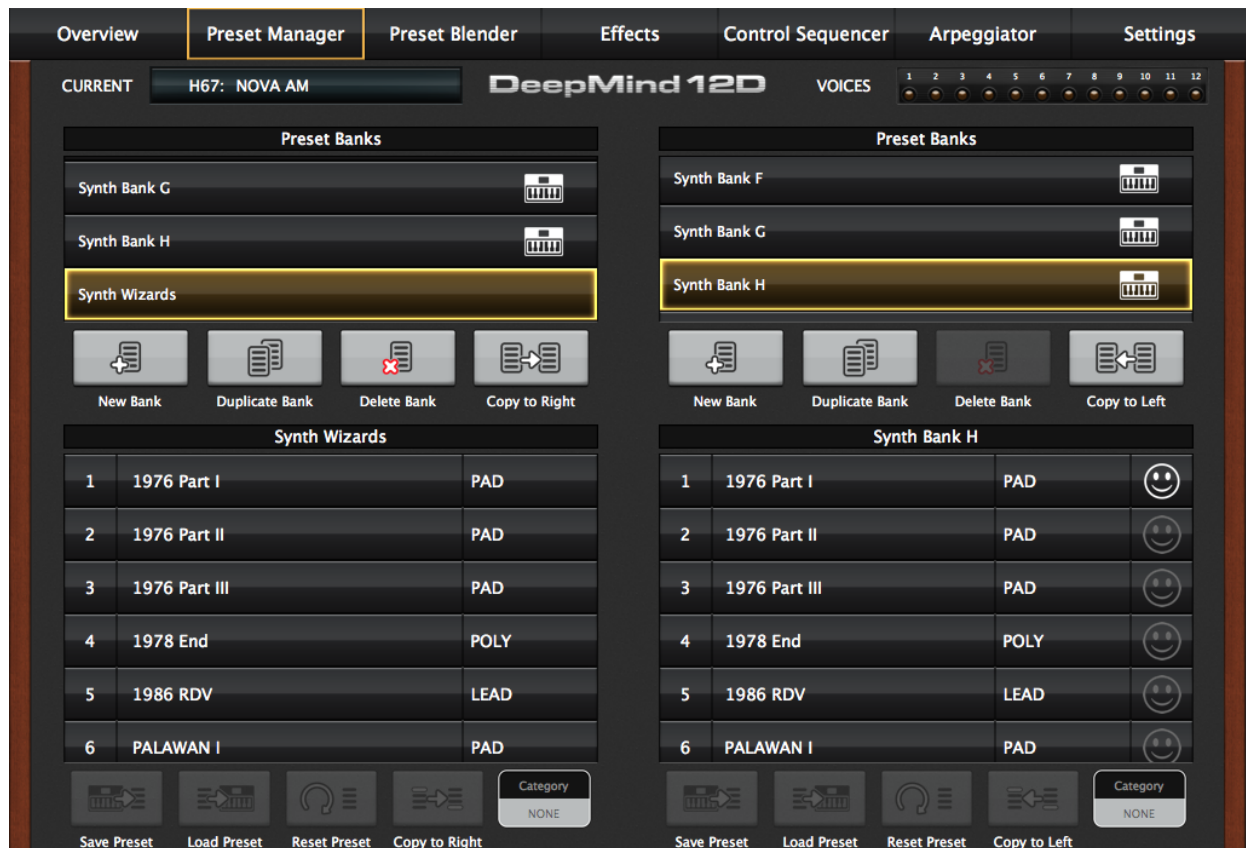 Overview Preset Manager Preset Blender Effects Control Sequencer Arpeggiator Settings
CURRENT H67: NOVA AM DeepMind 12D VOICES 1 2 3 4 5 6 7 8 9 10 11 12
Preset Banks
Synth Bank G
Synth Bank H
Synth Wizards
New Bank Duplicate Bank Delete Bank Copy to Right
Synth Wizards
1 1976 Part I PAD
2 1976 Part II PAD
3 1976 Part III PAD
4 1978 End POLY
5 1986 RDV LEAD
6 PALAWAN I PAD
Category
NONE
Save Preset Load Preset Reset Preset Copy to Right
Preset Banks
Synth Bank F
Synth Bank G
Synth Bank H
New Bank Duplicate Bank Delete Bank Copy to Left
Synth Bank H
1 1976 Part I PAD
2 1976 Part II PAD
3 1976 Part III PAD
4 1978 End POLY
5 1986 RDV LEAD
6 PALAWAN I PAD
Category
NONE
Save Preset Load Preset Reset Preset Copy to Left